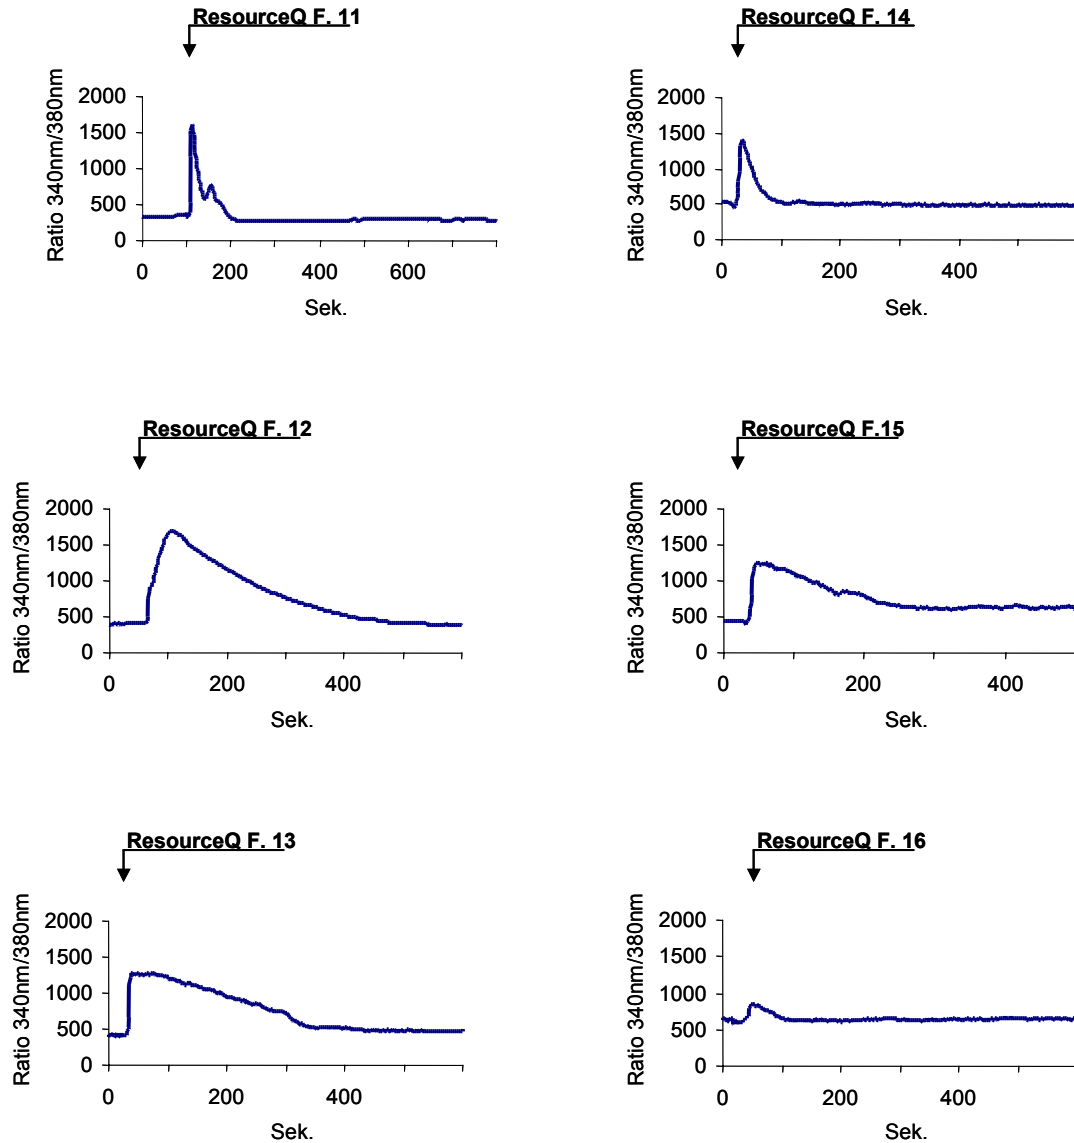 ResourceQ F. 11
Ratio 340nm/380nm
2000
1500
1000
500
0
0 200 400 600
Sek.
ResourceQ F. 14
Ratio 340nm/380nm
2000
1500
1000
500
0
0 200 400
Sek.
ResourceQ F. 12
Ratio 340nm/380nm
2000
1500
1000
500
0
0 200 400
Sek.
ResourceQ F.15
Ratio 340nm/380nm
2000
1500
1000
500
0
0 200 400
Sek.
ResourceQ F. 13
Ratio 340nm/380nm
2000
1500
1000
500
0
0 200 400
Sek.
ResourceQ F. 16
Ratio 340nm/380nm
2000
1500
1000
500
0
0 200 400
Sek.